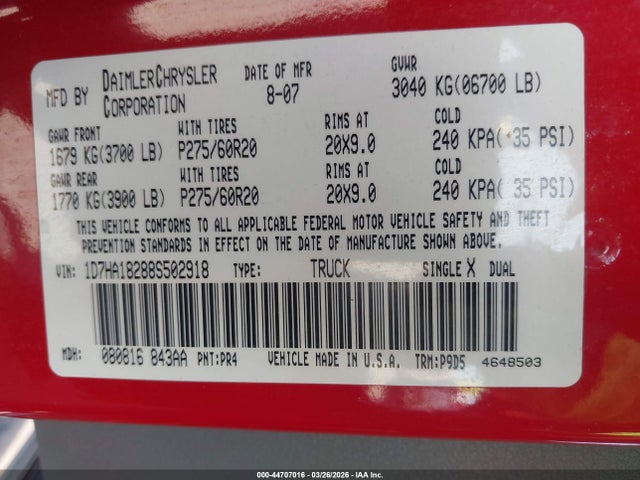 MFD BY DAIMLERCHRYSLER CORPORATION DATE OF MFR 8-07 GVWR 3040 KG(06700 LB)
GAWR FRONT WITH TIRES RIMS AT COLD
1679 KG(3700 LB) P275/60R20 20X9.0 240 KPA( 35 PSI)
GAWR REAR WITH TIRES RIMS AT COLD
1770 KG(3900 LB) P275/60R20 20X9.0 240 KPA( 35 PSI)
THIS VEHICLE CONFORMS TO ALL APPLICABLE FEDERAL MOTOR VEHICLE SAFETY AND THEFT
PREVENTION STANDARDS IN EFFECT ON THE DATE OF MANUFACTURE SHOWN ABOVE.
VIN: 1D7HA18288S502918 TYPE: TRUCK SINGLE X DUAL
MDH: 080816 843AA PNT:PR4 VEHICLE MADE IN U.S.A. TRM:P9D5 4648503
000-44707016 | 03/26/2026 | IAA Inc.